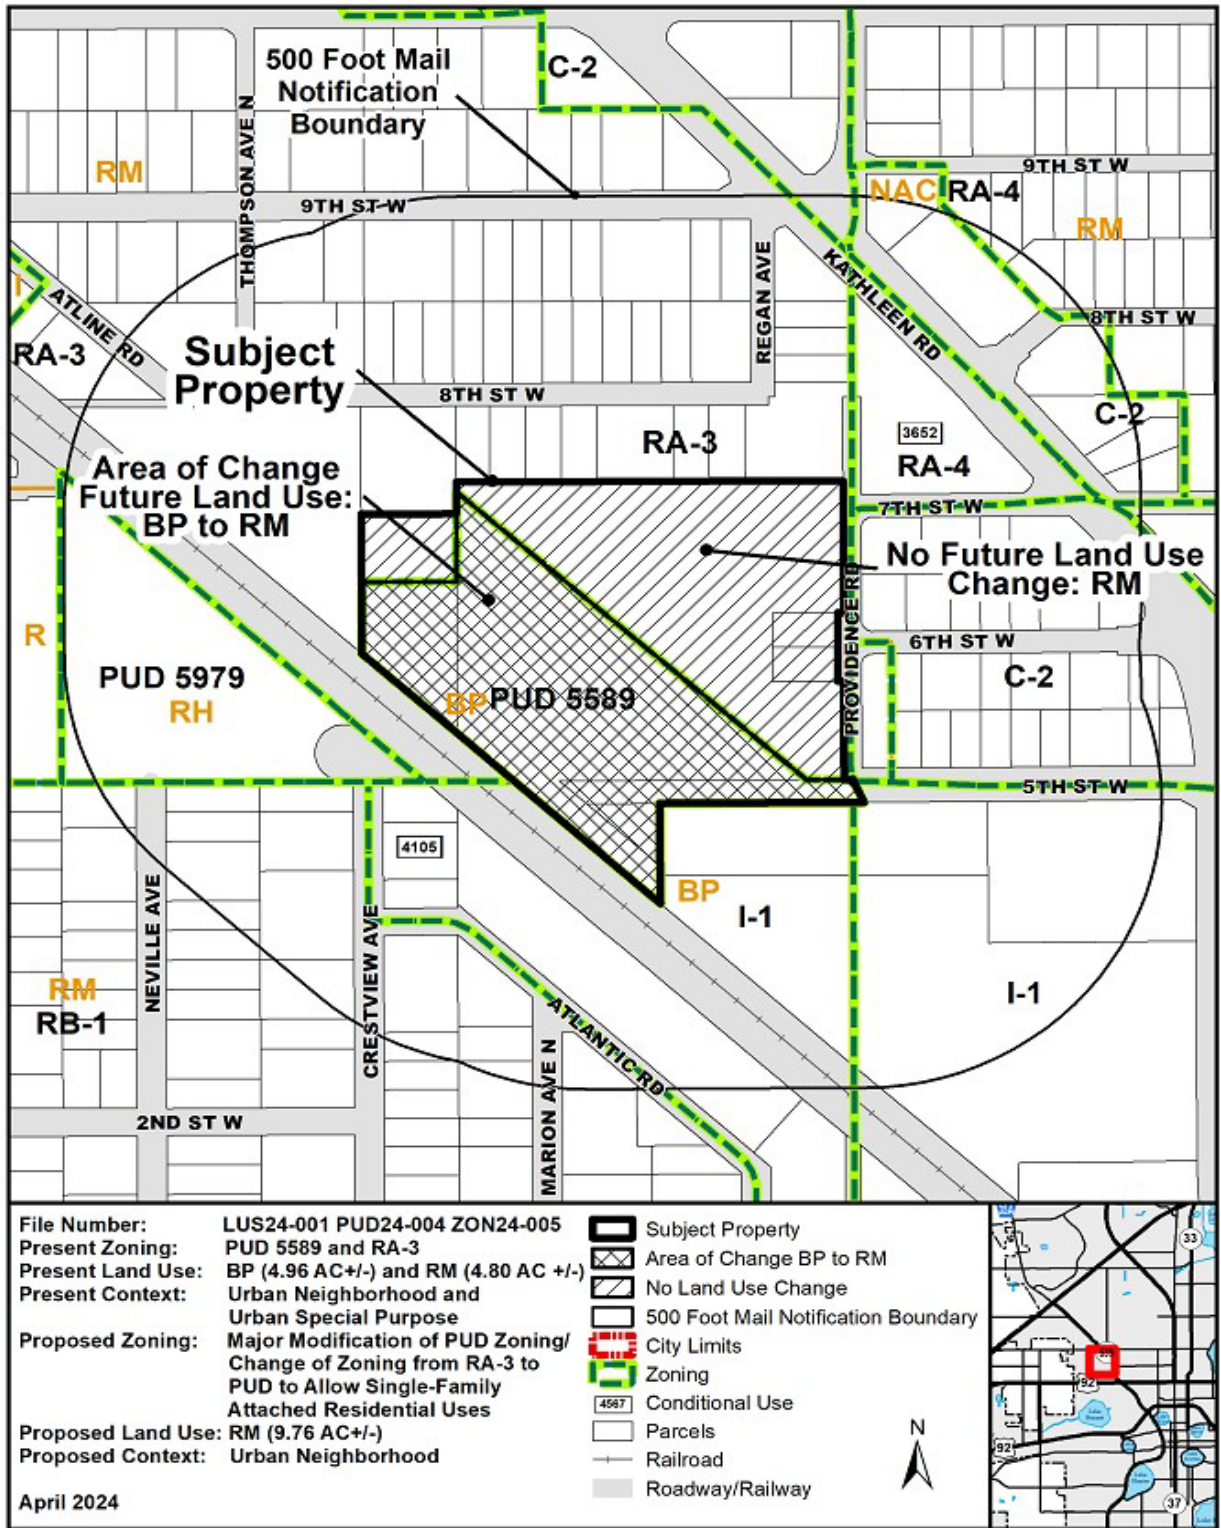 500 Foot Mail
Notification
Boundary
C-2
THOMPSON AVE N
RM
9TH ST W
9TH ST W
NAC
RA-4
RM
I
ATLINE RD
REGAN AVE
KATHLEEN RD
8TH ST W
RA-3
Subject
Property
8TH ST W
C-2
RA-3
3652
RA-4
Area of Change
Future Land Use:
BP to RM
7TH ST W
No Future Land Use
Change: RM
PROVIDENCE RD
R
6TH ST W
PUD 5979
RH
C-2
BP
PUD 5589
5TH ST W
4105
BP
I-1
NEVILLE AVE
CRESTVIEW AVE
RM
RB-1
I-1
ATLANTIC RD
MARION AVE N
2ND ST W
File Number: LUS24-001 PUD24-004 ZON24-005
Present Zoning: PUD 5589 and RA-3
Present Land Use: BP (4.96 AC+/-) and RM (4.80 AC +/-)
Present Context: Urban Neighborhood and
Urban Special Purpose
Proposed Zoning: Major Modification of PUD Zoning/
Change of Zoning from RA-3 to
PUD to Allow Single-Family
Attached Residential Uses
Proposed Land Use: RM (9.76 AC+/-)
Proposed Context: Urban Neighborhood
April 2024
Subject Property
Area of Change BP to RM
No Land Use Change
500 Foot Mail Notification Boundary
City Limits
Zoning
4567
Conditional Use
Parcels
Railroad
Roadway/Railway
N
33
92
92
37